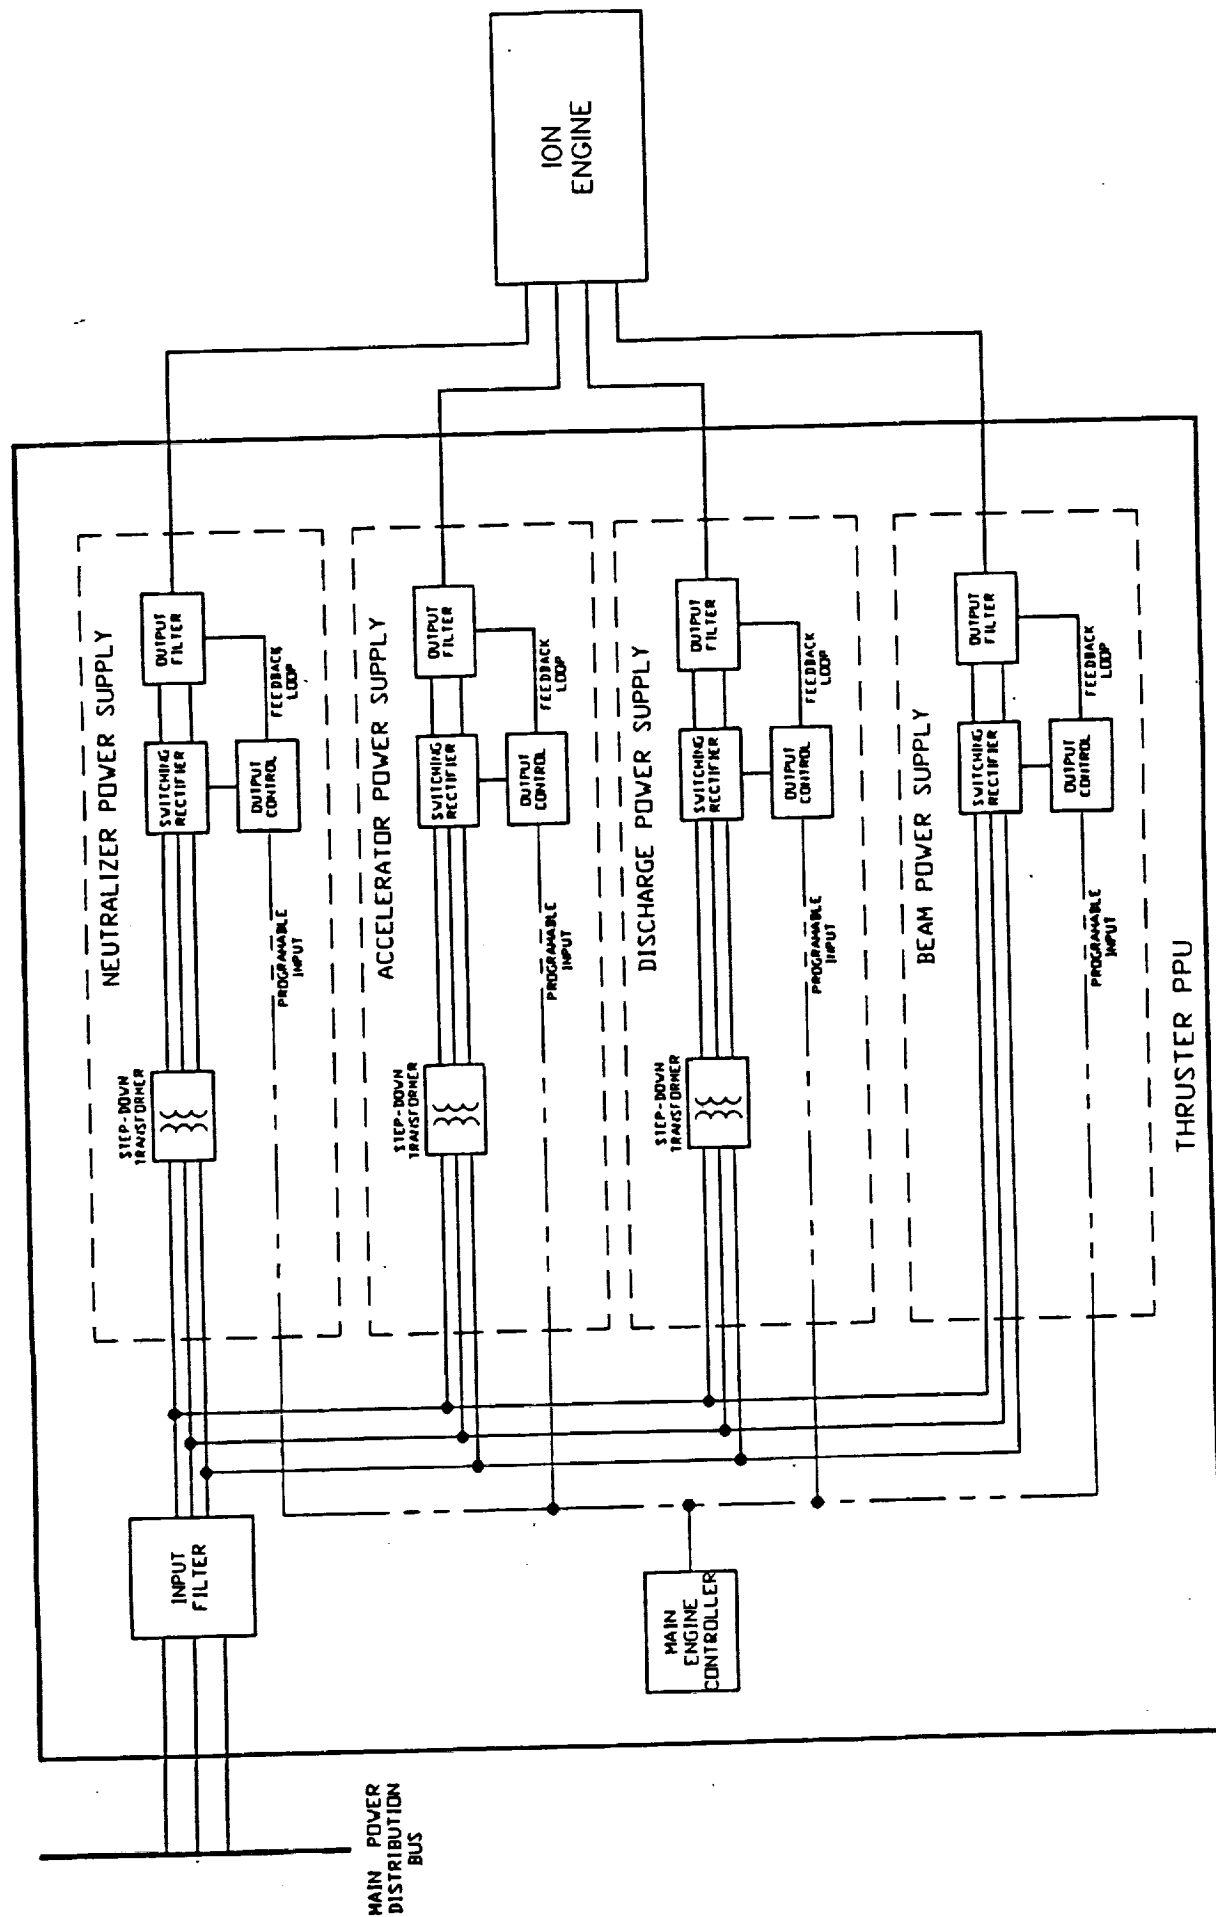 MAIN POWER
DISTRIBUTION
BUS
INPUT
FILTER
MAIN
ENGINE
CONTROLLER
NEUTRALIZER POWER SUPPLY
STEP-DOWN
TRANSFORMER
SWITCHING
RECTIFIER
OUTPUT
FILTER
PROGRAMABLE
INPUT
OUTPUT
CONTROL
FEEDBACK
LOOP
ACCELERATOR POWER SUPPLY
STEP-DOWN
TRANSFORMER
SWITCHING
RECTIFIER
OUTPUT
FILTER
PROGRAMABLE
INPUT
OUTPUT
CONTROL
FEEDBACK
LOOP
DISCHARGE POWER SUPPLY
STEP-DOWN
TRANSFORMER
SWITCHING
RECTIFIER
OUTPUT
FILTER
PROGRAMABLE
INPUT
OUTPUT
CONTROL
FEEDBACK
LOOP
BEAM POWER SUPPLY
SWITCHING
RECTIFIER
OUTPUT
FILTER
PROGRAMABLE
INPUT
OUTPUT
CONTROL
FEEDBACK
LOOP
THRUSTER PPU
ION
ENGINE